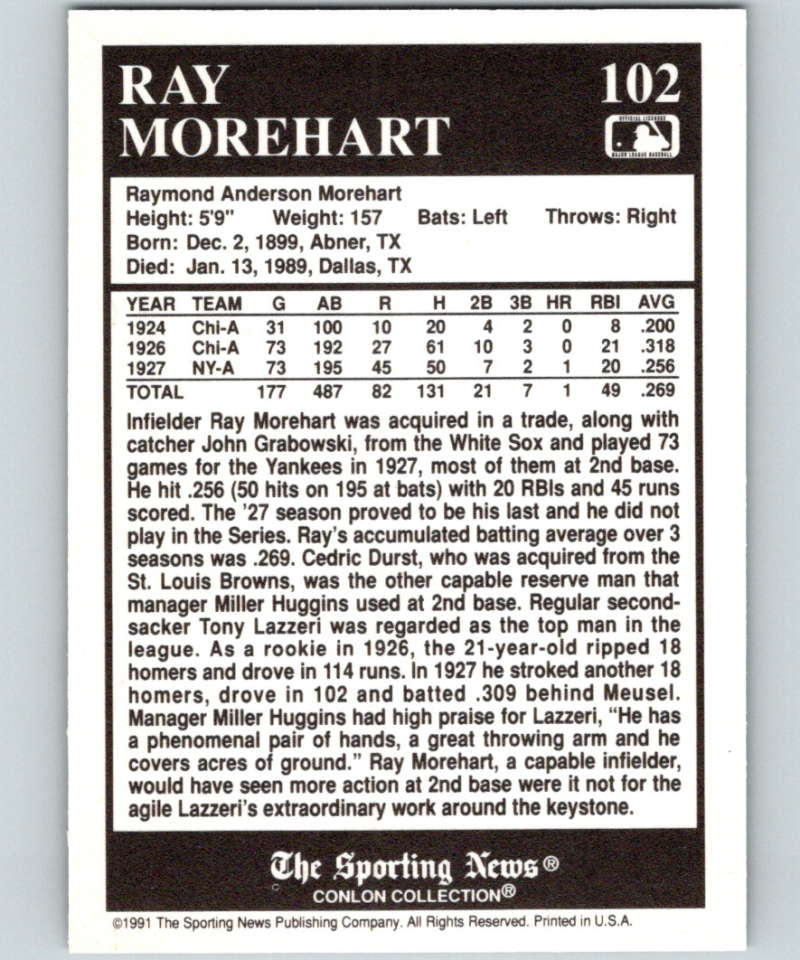 RAY
MOREHART
102
OFFICIAL LICENSEE
MAJOR LEAGUE BASEBALL
Raymond Anderson Morehart
Height: 5'9" Weight: 157 Bats: Left Throws: Right
Born: Dec. 2, 1899, Abner, TX
Died: Jan. 13, 1989, Dallas, TX
YEAR TEAM G AB R H 2B 3B HR RBI AVG
1924 Chi-A 31 100 10 20 4 2 0 8 .200
1926 Chi-A 73 192 27 61 10 3 0 21 .318
1927 NY-A 73 195 45 50 7 2 1 20 .256
TOTAL 177 487 82 131 21 7 1 49 .269
Infielder Ray Morehart was acquired in a trade, along with
catcher John Grabowski, from the White Sox and played 73
games for the Yankees in 1927, most of them at 2nd base.
He hit .256 (50 hits on 195 at bats) with 20 RBIs and 45 runs
scored. The '27 season proved to be his last and he did not
play in the Series. Ray's accumulated batting average over 3
seasons was .269. Cedric Durst, who was acquired from the
St. Louis Browns, was the other capable reserve man that
manager Miller Huggins used at 2nd base. Regular second-
sacker Tony Lazzeri was regarded as the top man in the
league. As a rookie in 1926, the 21-year-old ripped 18
homers and drove in 114 runs. In 1927 he stroked another 18
homers, drove in 102 and batted .309 behind Meusel.
Manager Miller Huggins had high praise for Lazzeri, “He has
a phenomenal pair of hands, a great throwing arm and he
covers acres of ground.” Ray Morehart, a capable infielder,
would have seen more action at 2nd base were it not for the
agile Lazzeri's extraordinary work around the keystone.
The Sporting News®
CONLON COLLECTION®
©1991 The Sporting News Publishing Company. All Rights Reserved. Printed in U.S.A.